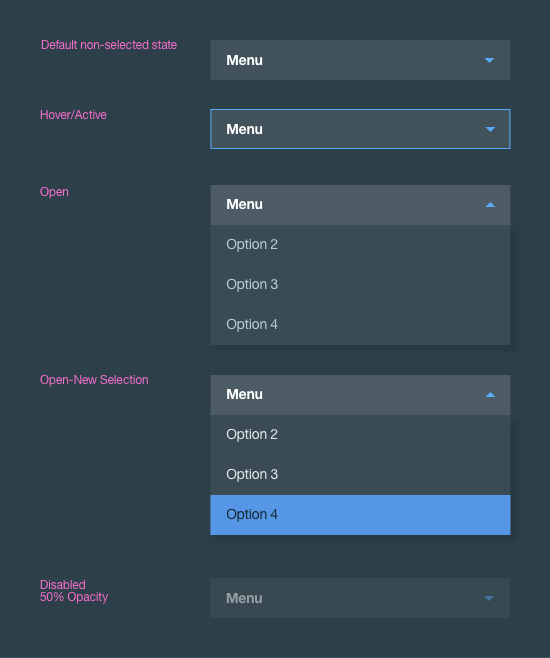 Default non-selected state
Menu
Hover/Active
Menu
Open
Menu
Option 2
Option 3
Option 4
Open-New Selection
Menu
Option 2
Option 3
Option 4
Disabled
50% Opacity
Menu